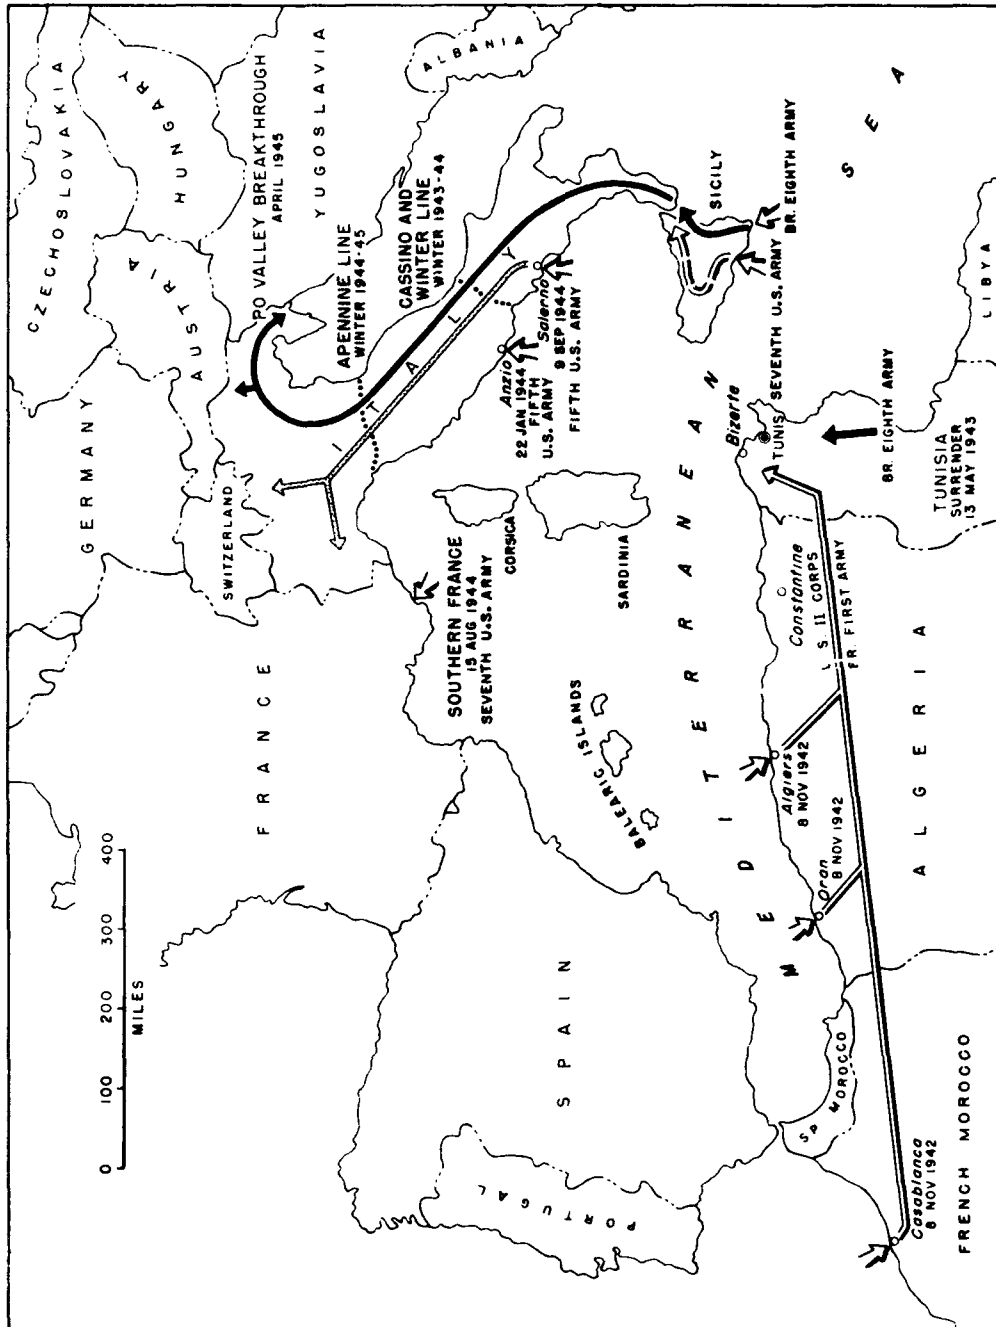 CZECHOSLOVAKIA
GERMANY
HUNGARY
AUSTRIA
SWITZERLAND
FRANCE
PO VALLEY BREAKTHROUGH
APRIL 1945
YUGOSLAVIA
ALBANIA
APENNINE LINE
WINTER 1944-45
CASSINO AND
WINTER LINE
WINTER 1943-44
ITALY
0 100 200 300 400
MILES
SOUTHERN FRANCE
15 AUG 1944
SEVENTH U.S. ARMY
CORSICA
Anzio
22 JAN 1944
FIFTH
U.S. ARMY
Salerno
9 SEP 1944
FIFTH U.S. ARMY
PORTUGAL
SPAIN
BALEARIC ISLANDS
SARDINIA
SICILY
MEDITERRANEAN
SEA
SEVENTH U.S. ARMY
BR. EIGHTH ARMY
Bizerte
TUNIS
BR. EIGHTH ARMY
SP MOROCCO
Oran
8 NOV 1942
Algiers
8 NOV 1942
Constantine
S II CORPS
FR. FIRST ARMY
Casablanca
8 NOV 1942
FRENCH MOROCCO
ALGERIA
TUNISIA
SURRENDER
13 MAY 1943
LIBYA